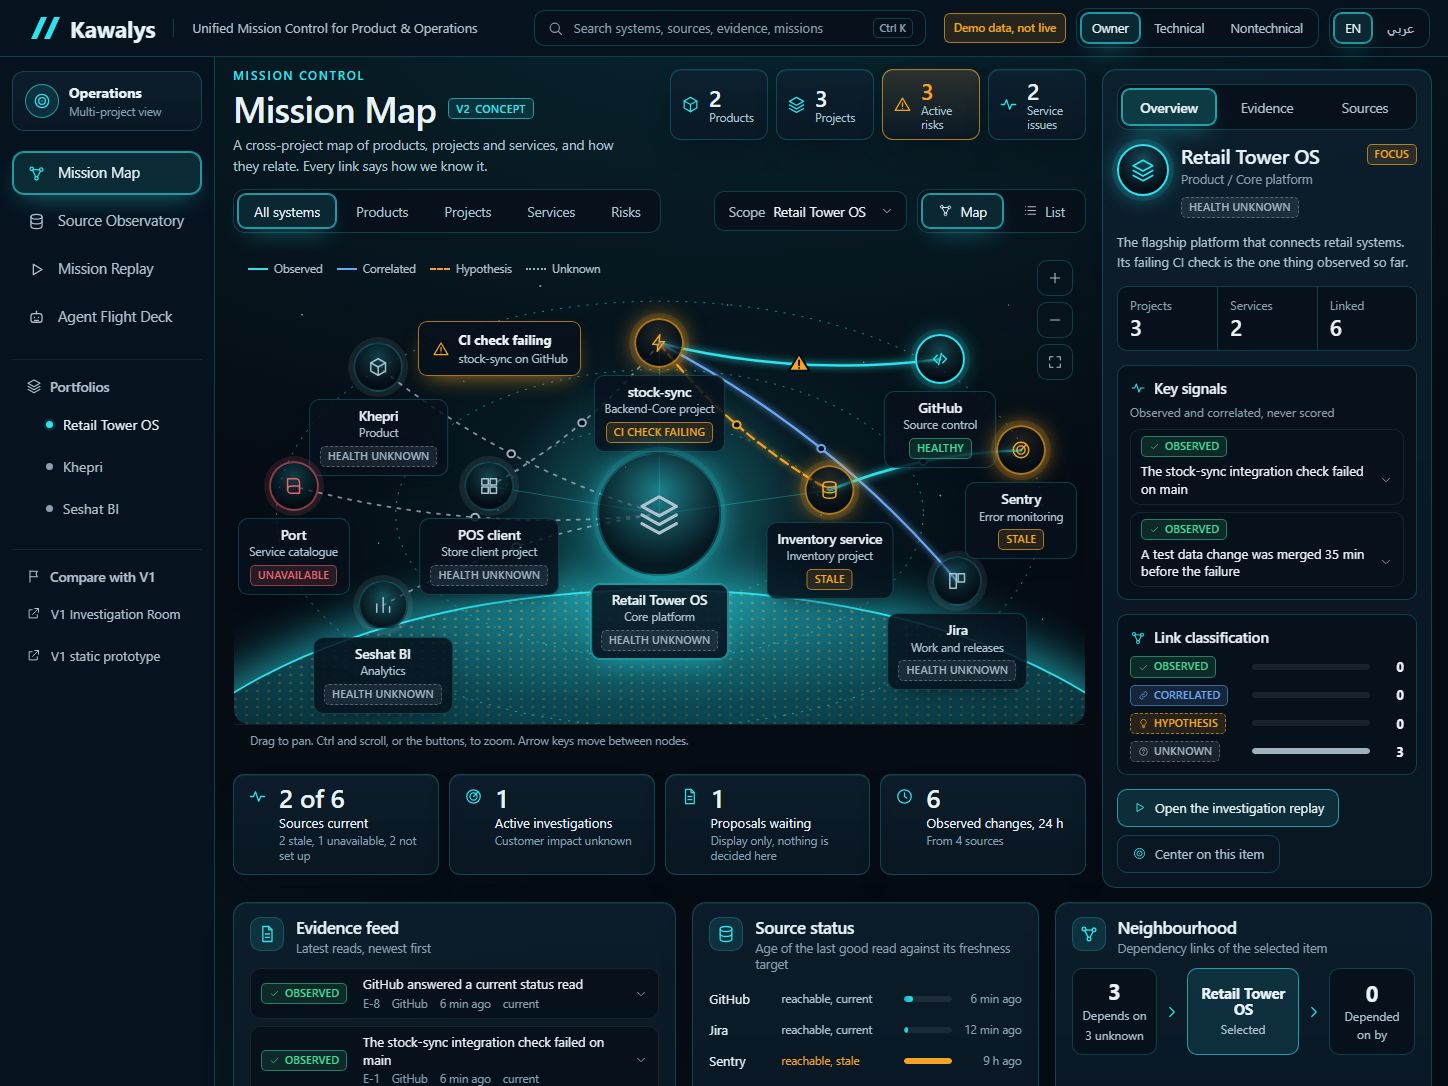 Kawalys
Unified Mission Control for Product & Operations
Search systems, sources, evidence, missions
Ctrl K
Demo data, not live
Owner
Technical
Nontechnical
EN
عربي
Operations
Multi-project view
Mission Map
Source Observatory
Mission Replay
Agent Flight Deck
Portfolios
Retail Tower OS
Khepri
Seshat BI
Compare with V1
V1 Investigation Room
V1 static prototype
MISSION CONTROL
Mission Map
V2 CONCEPT
A cross-project map of products, projects and services, and how
they relate. Every link says how we know it.
2
Products
3
Projects
3
Active
risks
2
Service
issues
All systems
Products
Projects
Services
Risks
Scope Retail Tower OS
Map
List
Observed
Correlated
Hypothesis
Unknown
CI check failing
stock-sync on GitHub
stock-sync
Backend-Core project
CI CHECK FAILING
GitHub
Source control
HEALTHY
Khepri
Product
HEALTH UNKNOWN
Sentry
Error monitoring
STALE
Port
Service catalogue
UNAVAILABLE
POS client
Store client project
HEALTH UNKNOWN
Inventory service
Inventory project
STALE
Retail Tower OS
Core platform
HEALTH UNKNOWN
Jira
Work and releases
HEALTH UNKNOWN
Seshat BI
Analytics
HEALTH UNKNOWN
Drag to pan. Ctrl and scroll, or the buttons, to zoom. Arrow keys move between nodes.
2 of 6
Sources current
2 stale, 1 unavailable, 2 not
set up
1
Active investigations
Customer impact unknown
1
Proposals waiting
Display only, nothing is
decided here
6
Observed changes, 24 h
From 4 sources
Overview
Evidence
Sources
Retail Tower OS
FOCUS
Product / Core platform
HEALTH UNKNOWN
The flagship platform that connects retail systems.
Its failing CI check is the one thing observed so far.
Projects
3
Services
2
Linked
6
Key signals
Observed and correlated, never scored
OBSERVED
The stock-sync integration check failed
on main
OBSERVED
A test data change was merged 35 min
before the failure
Link classification
OBSERVED 0
CORRELATED 0
HYPOTHESIS 0
UNKNOWN 3
Open the investigation replay
Center on this item
Evidence feed
Latest reads, newest first
OBSERVED
GitHub answered a current status read
E-8 GitHub 6 min ago current
OBSERVED
The stock-sync integration check failed on
main
E-1 GitHub 6 min ago current
Source status
Age of the last good read against its freshness
target
GitHub reachable, current 6 min ago
Jira reachable, current 12 min ago
Sentry reachable, stale 9 h ago
Neighbourhood
Dependency links of the selected item
3
Depends on
3 unknown
Retail Tower
OS
Selected
0
Depended
on by